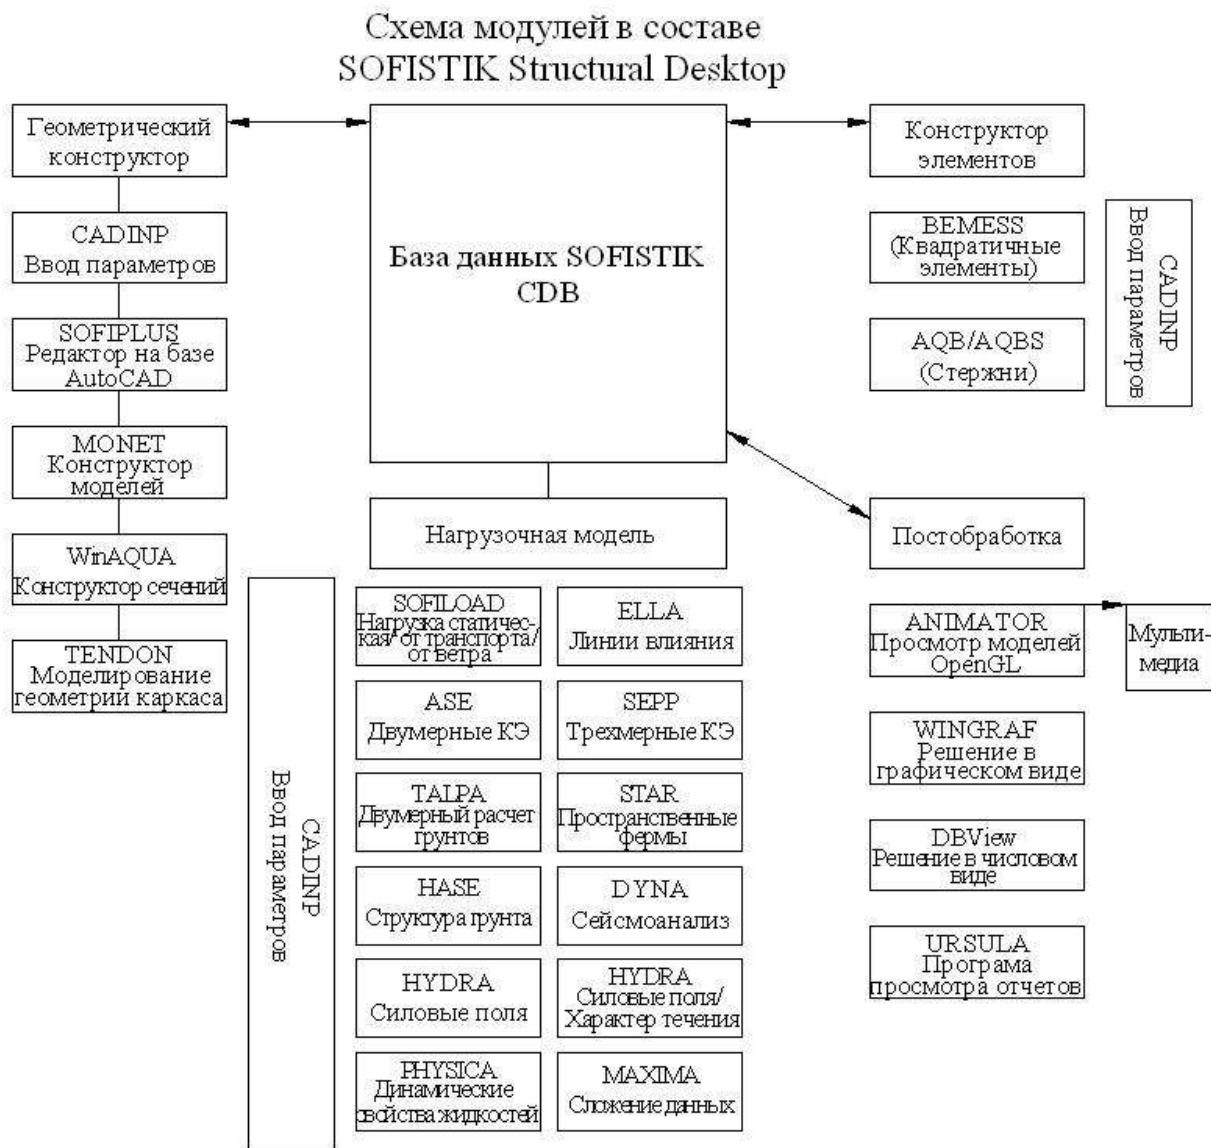 Схема модулей в составе
SOFISTIK Structural Desktop
Геометрический
конструктор
CADINP
Ввод параметров
SOFIPLUS
Редактор на базе
AutoCAD
MONET
Конструктор
моделей
WinAQUA
Конструктор сечений
TENDON
Моделирование
геометрии каркаса
База данных SOFISTIK
CDB
Нагрузочная модель
CADINP
Ввод параметров
SOFILOAD
Нагрузка статичес-
кая/ от транспорта/
от ветра
ELLA
Линии влияния
ASE
Двумерные КЭ
SEPP
Трехмерные КЭ
TALPA
Двумерный расчет
грунтов
STAR
Пространственные
фермы
HASE
Структура грунта
DYNA
Сейсмоанализ
HYDRA
Силовые поля
HYDRA
Силовые поля/
Характер течения
PHYSICA
Динамические
свойства жидкостей
MAXIMA
Сложение данных
Конструктор
элементов
BEMESS
(Квадратичные
элементы)
AQB/AQBS
(Стержни)
CADINP
Ввод параметров
Постобработка
ANIMATOR
Просмотр моделей
OpenGL
Мульти-
медиа
WINGRAF
Решение в
графическом виде
DBView
Решение в числовом
виде
URSULA
Програма
просмотра отчетов